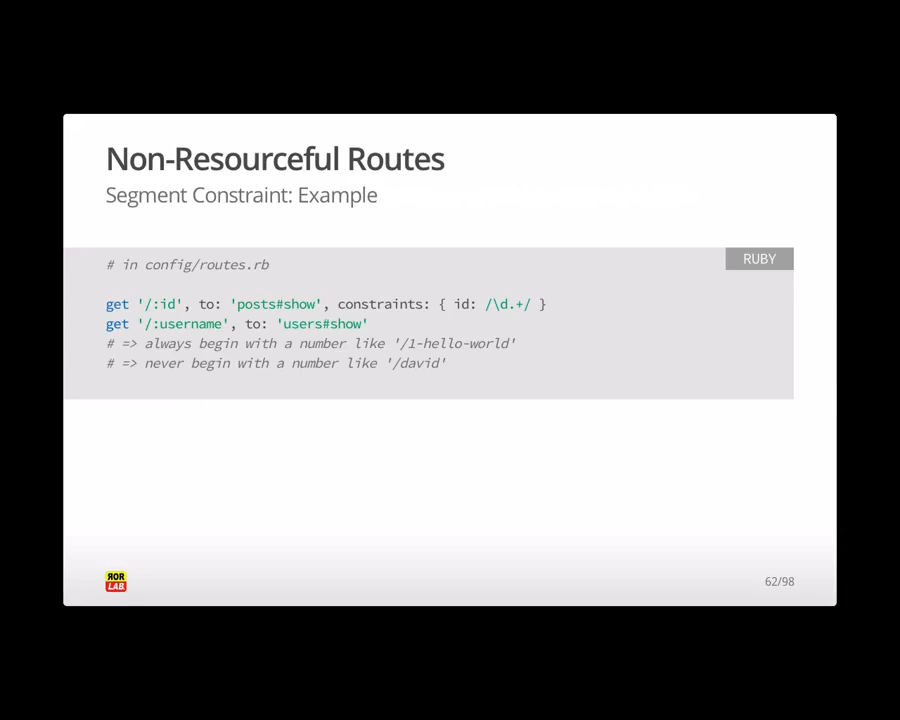 Non-Resourceful Routes
Segment Constraint: Example
RUBY
# in config/routes.rb
get '/:id', to: 'posts#show', constraints: { id: /\d.+/ }
get '/:username', to: 'users#show'
# => always begin with a number like '/1-hello-world'
# => never begin with a number like '/david'
ЯOR
LAB.
62/98